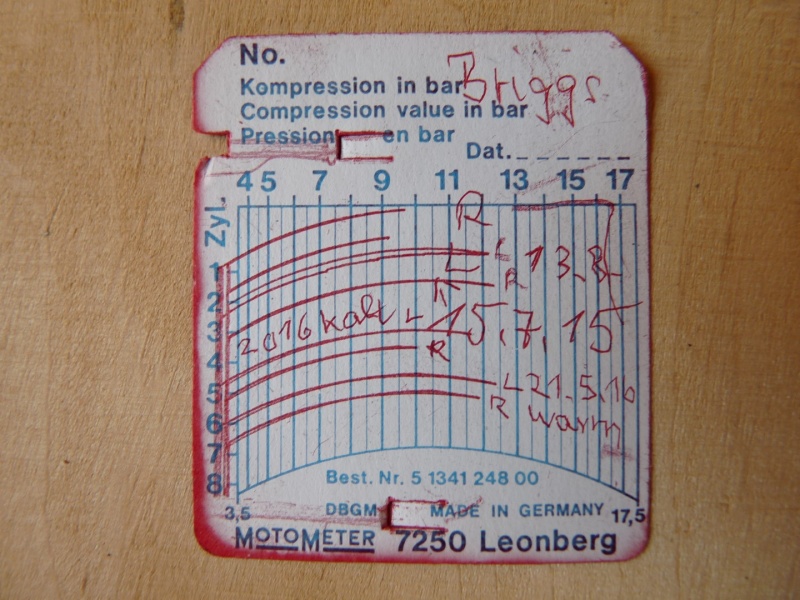 No.
Kompression in bar Briggs
Compression value in bar
Pression en bar
Dat.
4 5 7 9 11 13 15 17
Zyl.
R
1
L 13.8.
L
R
2
3
2016 kalt L 15.7.15
R
4
5
L 21.5.16
R warm
6
7
8
Best. Nr. 5 1341 248 00
3,5 DBGM MADE IN GERMANY 17,5
MOTOMETER 7250 Leonberg